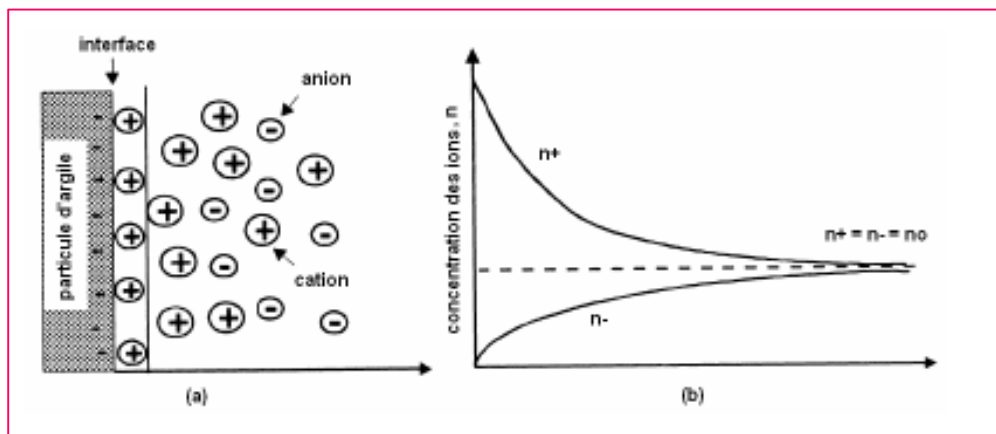 interface
anion
particule d'argile
cation
(a)
concentration des ions, n
n+
n+ = n- = no
n-
(b)